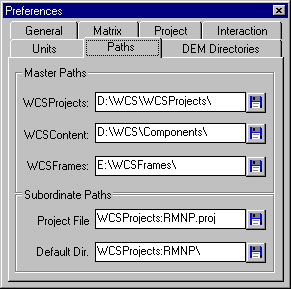 Preferences
General Matrix Project Interaction
Units Paths DEM Directories
Master Paths
WCSProjects: D:\WCS\WCSProjects\
WCSContent: D:\WCS\Components\
WCSFrames: E:\WCSFrames\
Subordinate Paths
Project File WCSProjects:RMNP.proj
Default Dir. WCSProjects:RMNP\